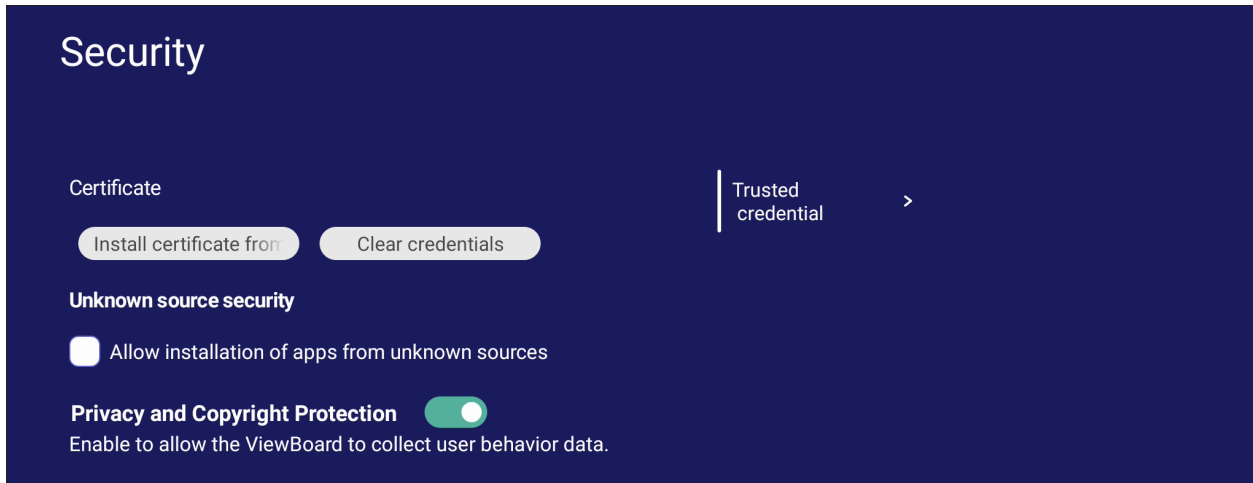 Security
Certificate
Install certificate from
Clear credentials
Trusted
credential
Unknown source security
Allow installation of apps from unknown sources
Privacy and Copyright Protection
Enable to allow the ViewBoard to collect user behavior data.